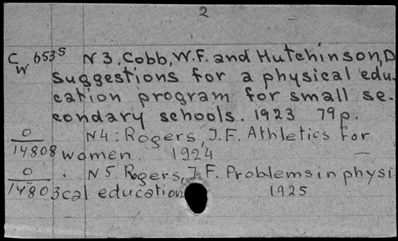 2
C 653S N 3. Cobb, W.F. and Hutchinson, D
W suggestions for a physical edu-
cation program for small se-
condary schools. 1923 79p.
0 N4: Rogers, J.F. Athletics for
14808 women. 1924
0 N5. Rogers, J.F. Problems in physi
14803 cal education 1925